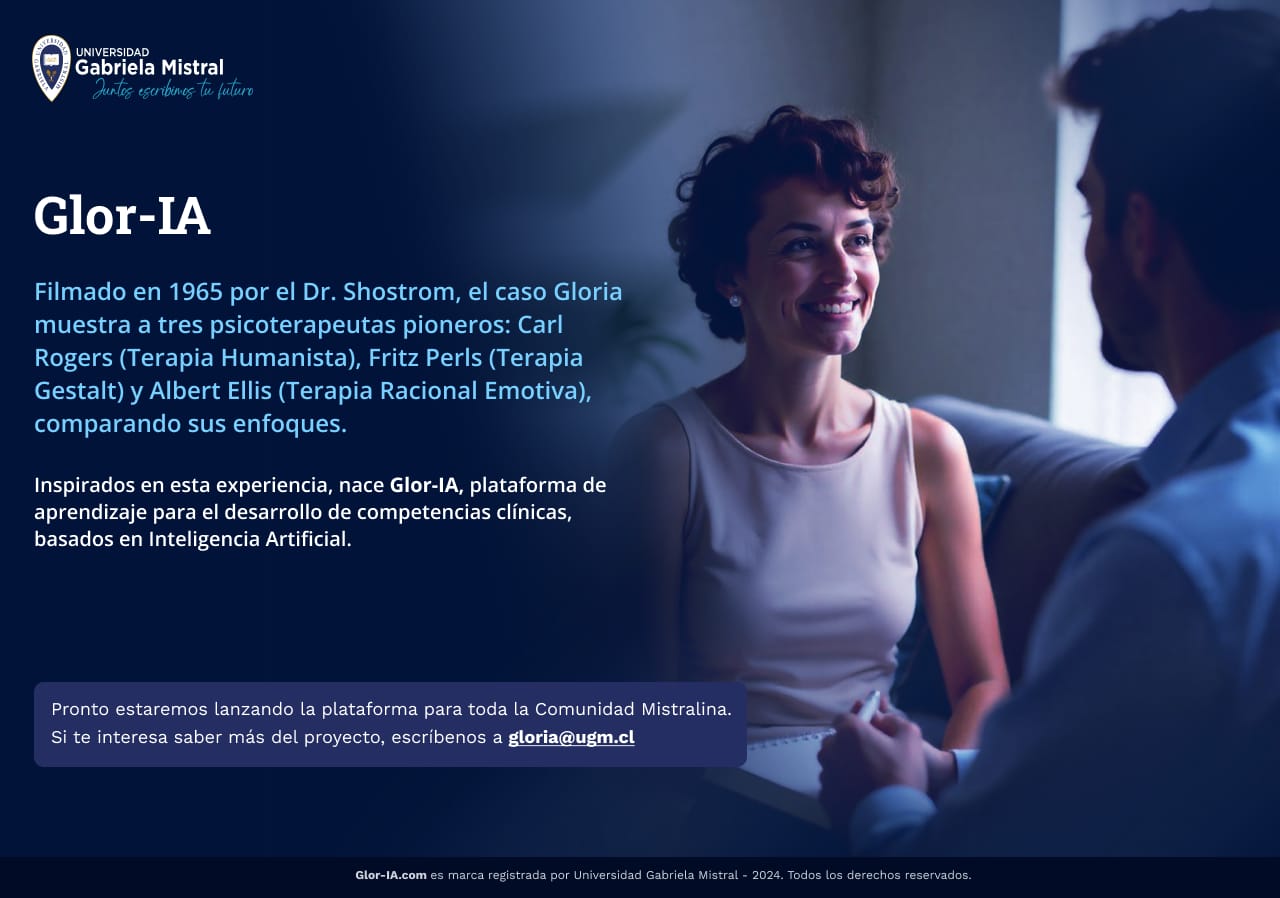 UNIVERSIDAD
Gabriela Mistral
Juntos escribimos tu futuro
Glor-IA
Filmado en 1965 por el Dr. Shostrom, el caso Gloria
muestra a tres psicoterapeutas pioneros: Carl
Rogers (Terapia Humanista), Fritz Perls (Terapia
Gestalt) y Albert Ellis (Terapia Racional Emotiva),
comparando sus enfoques.
Inspirados en esta experiencia, nace Glor-IA, plataforma de
aprendizaje para el desarrollo de competencias clínicas,
basados en Inteligencia Artificial.
Pronto estaremos lanzando la plataforma para toda la Comunidad Mistralina.
Si te interesa saber más del proyecto, escríbenos a gloria@ugm.cl
Glor-IA.com es marca registrada por Universidad Gabriela Mistral - 2024. Todos los derechos reservados.